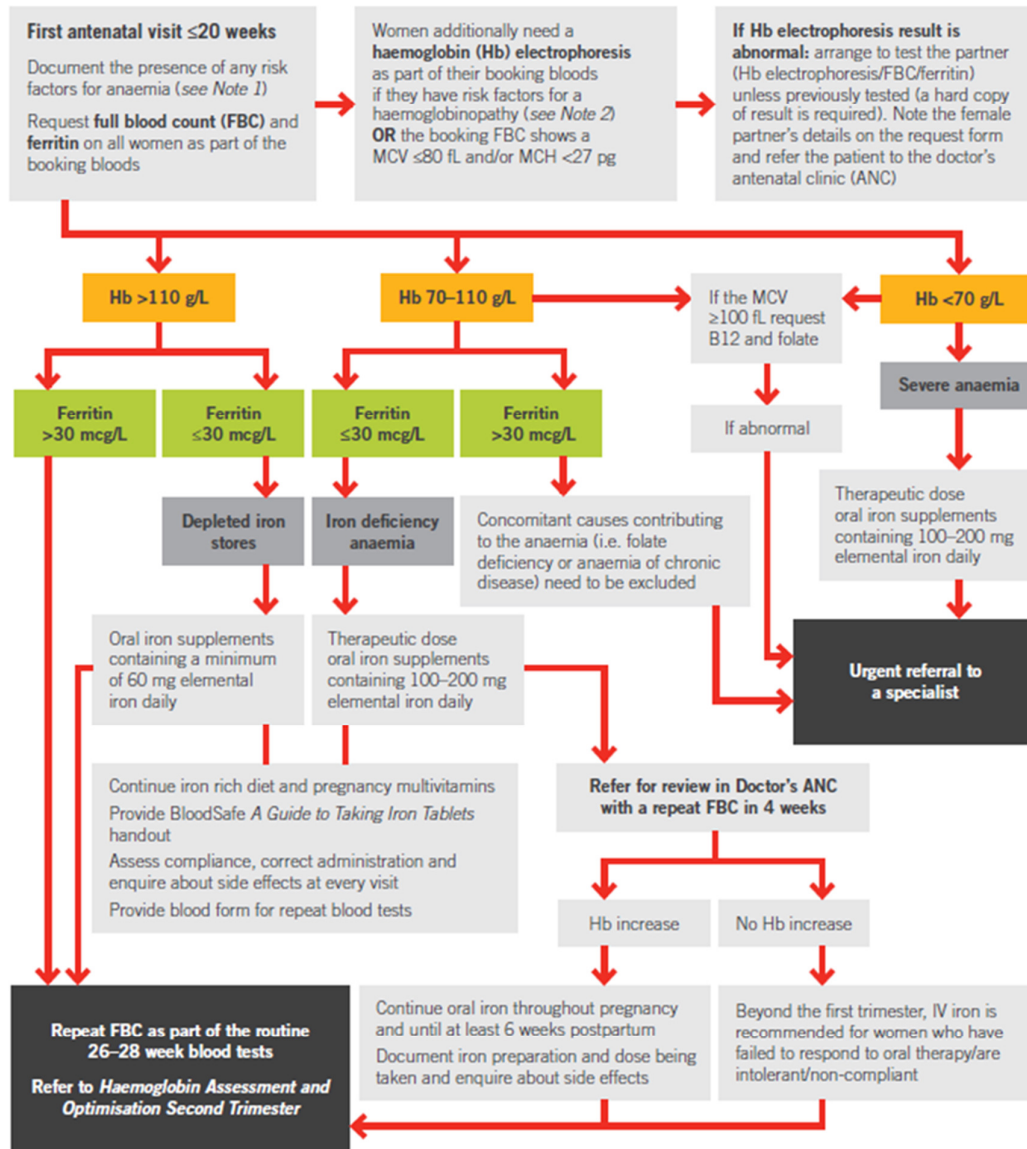 First antenatal visit ≤20 weeks
Document the presence of any risk
factors for anaemia (see Note 1)
Request full blood count (FBC) and
ferritin on all women as part of the
booking bloods
Women additionally need a
haemoglobin (Hb) electrophoresis
as part of their booking bloods
if they have risk factors for a
haemoglobinopathy (see Note 2)
OR the booking FBC shows a
MCV ≤80 fL and/or MCH <27 pg
If Hb electrophoresis result is
abnormal: arrange to test the partner
(Hb electrophoresis/FBC/ferritin)
unless previously tested (a hard copy
of result is required). Note the female
partner's details on the request form
and refer the patient to the doctor's
antenatal clinic (ANC)
Hb >110 g/L
Hb 70–110 g/L
If the MCV
≥100 fL request
B12 and folate
Hb <70 g/L
Ferritin
>30 mcg/L
Ferritin
≤30 mcg/L
Ferritin
≤30 mcg/L
Ferritin
>30 mcg/L
If abnormal
Severe anaemia
Depleted iron
stores
Iron deficiency
anaemia
Concomitant causes contributing
to the anaemia (i.e. folate
deficiency or anaemia of chronic
disease) need to be excluded
Therapeutic dose
oral iron supplements
containing 100–200 mg
elemental iron daily
Oral iron supplements
containing a minimum
of 60 mg elemental
iron daily
Therapeutic dose
oral iron supplements
containing 100–200 mg
elemental iron daily
Urgent referral to
a specialist
Continue iron rich diet and pregnancy multivitamins
Provide BloodSafe A Guide to Taking Iron Tablets
handout
Assess compliance, correct administration and
enquire about side effects at every visit
Provide blood form for repeat blood tests
Refer for review in Doctor's ANC
with a repeat FBC in 4 weeks
Hb increase
No Hb increase
Repeat FBC as part of the routine
26–28 week blood tests
Refer to Haemoglobin Assessment and
Optimisation Second Trimester
Continue oral iron throughout pregnancy
and until at least 6 weeks postpartum
Document iron preparation and dose being
taken and enquire about side effects
Beyond the first trimester, IV iron is
recommended for women who have
failed to respond to oral therapy/are
intolerant/non-compliant